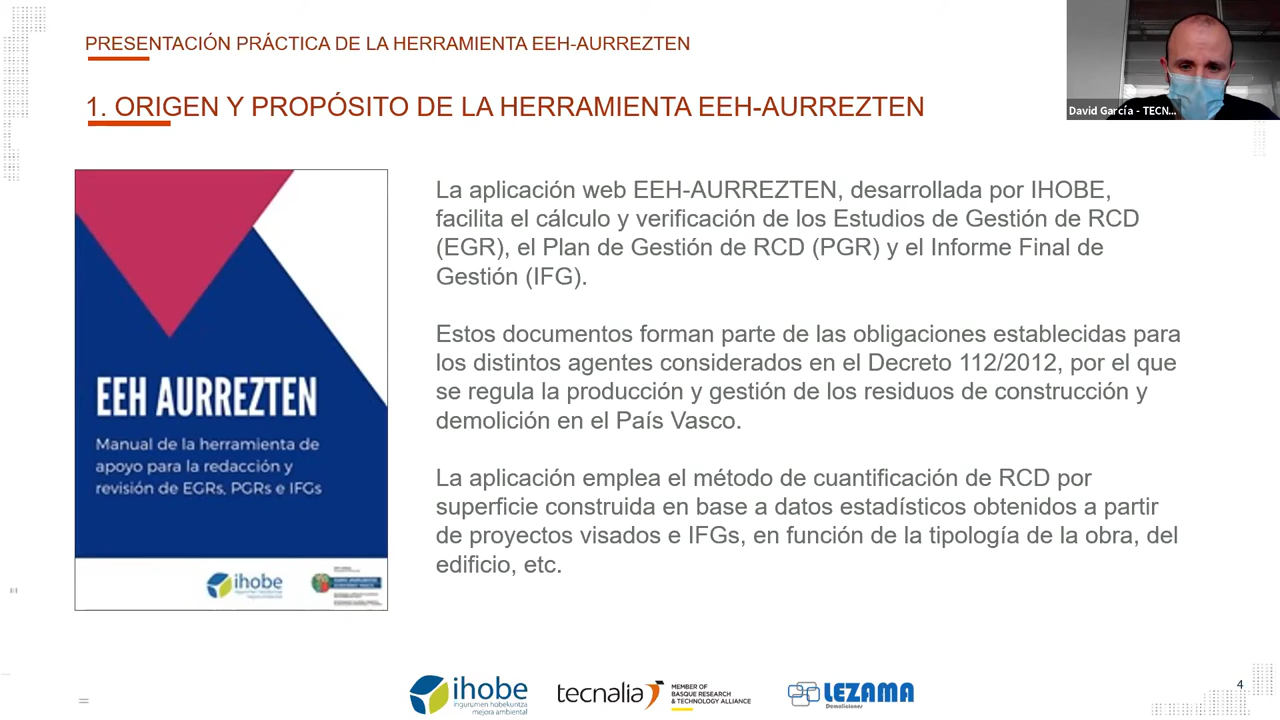 PRESENTACIÓN PRÁCTICA DE LA HERRAMIENTA EEH-AURREZTEN
David García - TECN...
1. ORIGEN Y PROPÓSITO DE LA HERRAMIENTA EEH-AURREZTEN
EEH AURREZTEN
Manual de la herramienta de
apoyo para la redacción y
revisión de EGRs, PGRs e IFGs
ihobe
La aplicación web EEH-AURREZTEN, desarrollada por IHOBE,
facilita el cálculo y verificación de los Estudios de Gestión de RCD
(EGR), el Plan de Gestión de RCD (PGR) y el Informe Final de
Gestión (IFG).
Estos documentos forman parte de las obligaciones establecidas para
los distintos agentes considerados en el Decreto 112/2012, por el que
se regula la producción y gestión de los residuos de construcción y
demolición en el País Vasco.
La aplicación emplea el método de cuantificación de RCD por
superficie construida en base a datos estadísticos obtenidos a partir
de proyectos visados e IFGs, en función de la tipología de la obra, del
edificio, etc.
ihobe
ingurumen hobekuntza
mejora ambiental
tecnalia
MEMBER OF
BASQUE RESEARCH
& TECHNOLOGY ALLIANCE
LEZAMA
Demoliciones
4